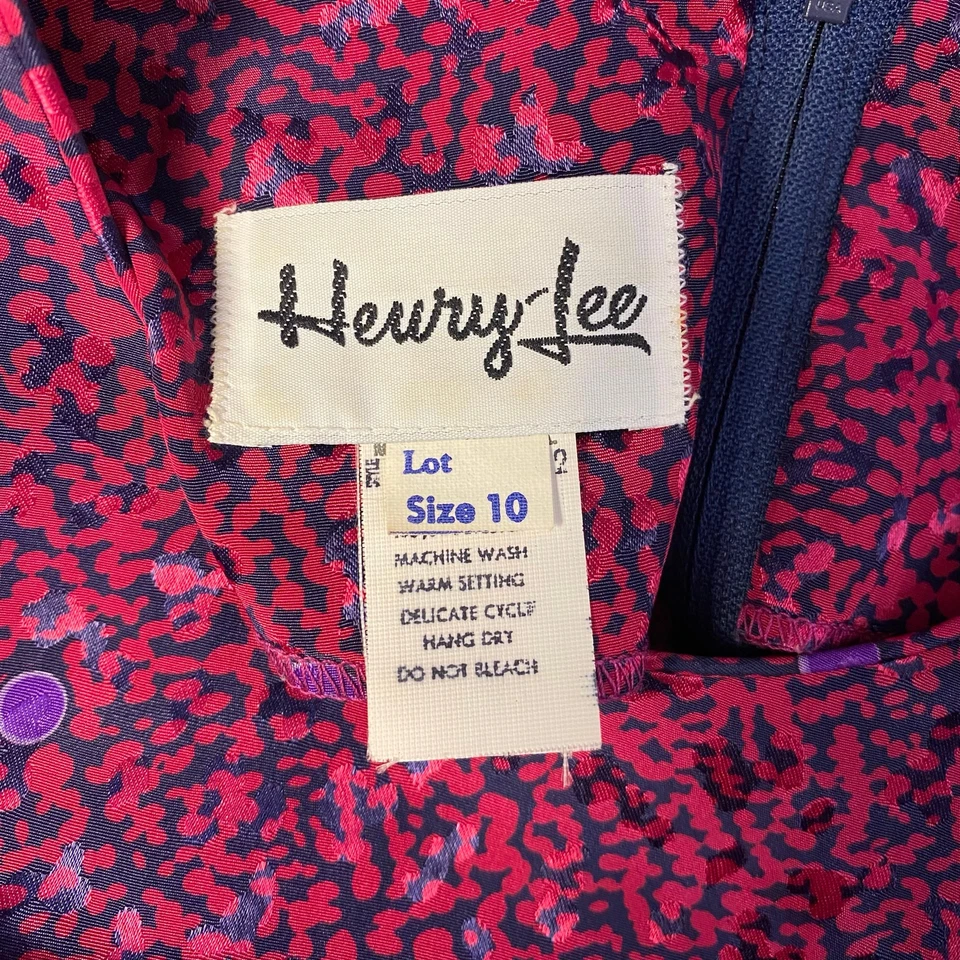 Henry-Lee
Lot
Size 10
MACHINE WASH
WARM SETTING
DELICATE CYCLE
HANG DRY
DO NOT BLEACH